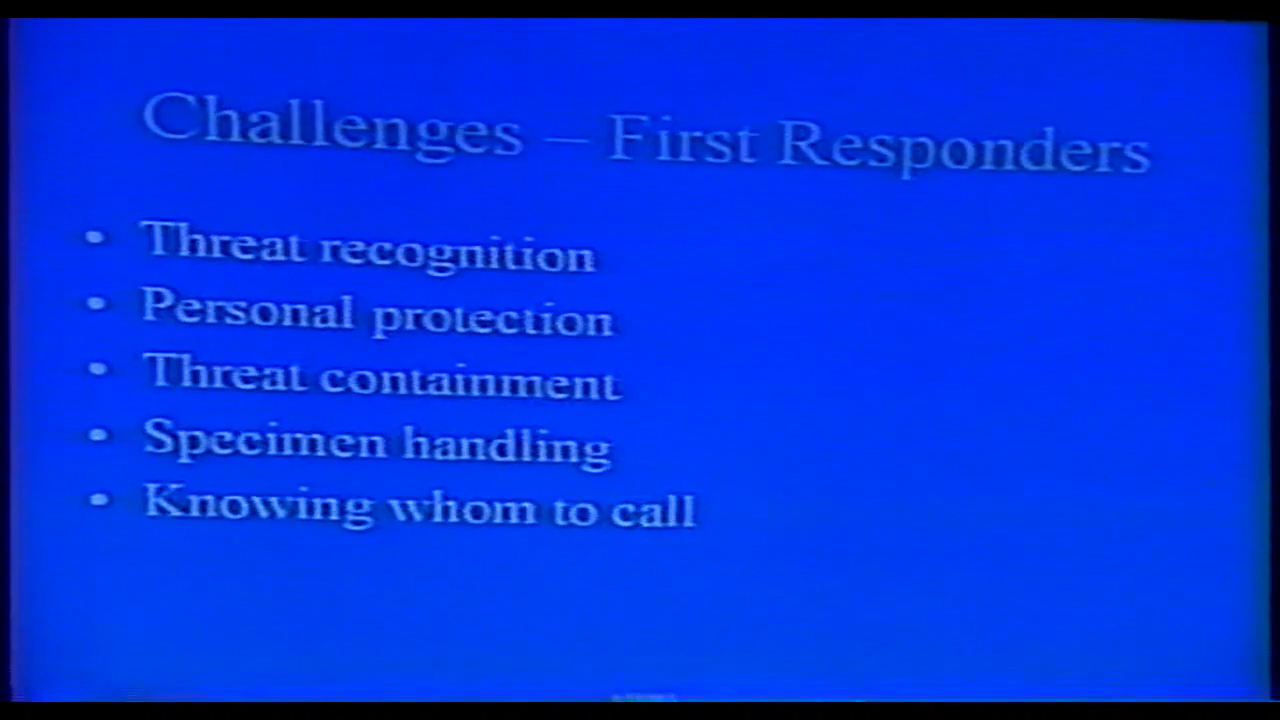 Challenges – First Responders
• Threat recognition
• Personal protection
• Threat containment
• Specimen handling
• Knowing whom to call